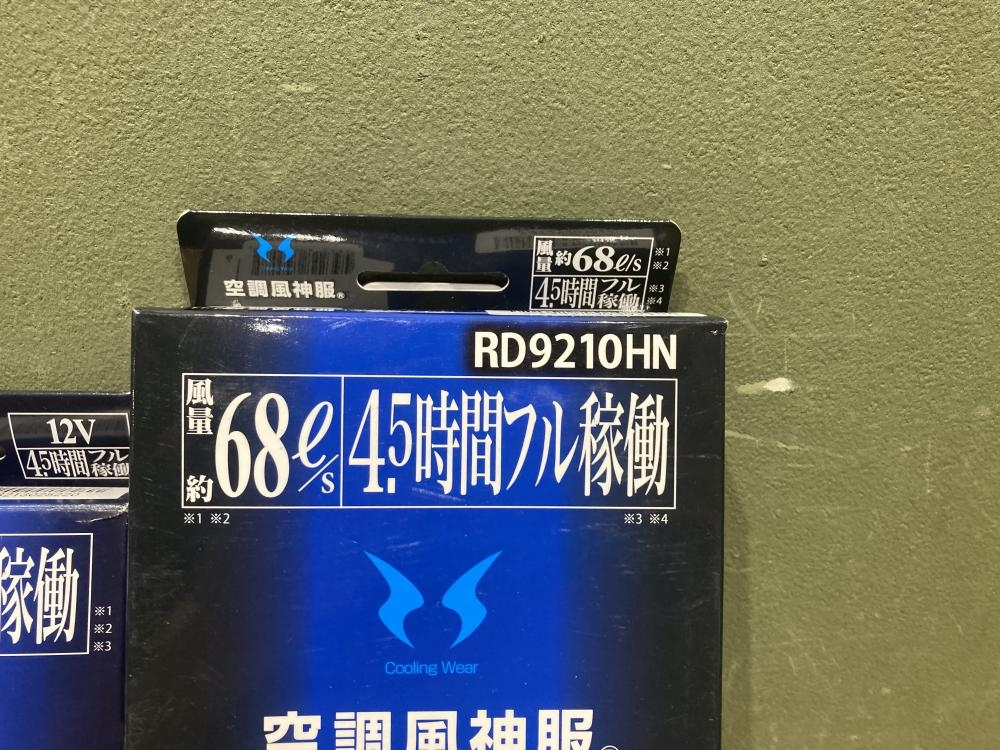 空調風神服®
風量 約68ℓ/s ※1 ※2
4.5時間フル稼働 ※3 ※4
RD9210HN
風量 約68ℓ/s 4.5時間フル稼働
※1 ※2 ※3 ※4
Cooling Wear
空調風神服
12V
4.5時間フル稼働
稼働
※1
※2
※3